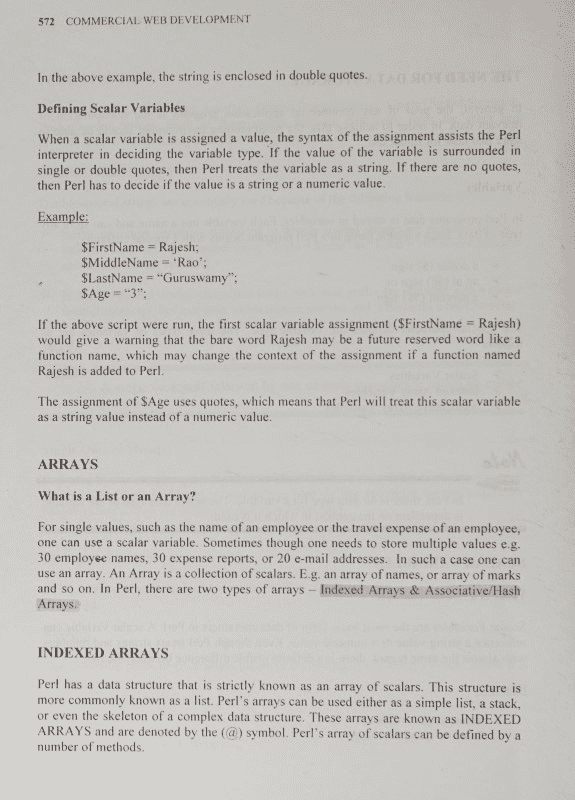 572 COMMERCIAL WEB DEVELOPMENT
In the above example, the string is enclosed in double quotes.
Defining Scalar Variables
When a scalar variable is assigned a value, the syntax of the assignment assists the Perl
interpreter in deciding the variable type. If the value of the variable is surrounded in
single or double quotes, then Perl treats the variable as a string. If there are no quotes,
then Perl has to decide if the value is a string or a numeric value.
Example:
$FirstName = Rajesh;
$MiddleName = ‘Rao’;
$LastName = “Guruswamy”;
$Age = “3”;
If the above script were run, the first scalar variable assignment ($FirstName = Rajesh)
would give a warning that the bare word Rajesh may be a future reserved word like a
function name, which may change the context of the assignment if a function named
Rajesh is added to Perl.
The assignment of $Age uses quotes, which means that Perl will treat this scalar variable
as a string value instead of a numeric value.
ARRAYS
What is a List or an Array?
For single values, such as the name of an employee or the travel expense of an employee,
one can use a scalar variable. Sometimes though one needs to store multiple values e.g.
30 employee names, 30 expense reports, or 20 e-mail addresses. In such a case one can
use an array. An Array is a collection of scalars. E.g. an array of names, or array of marks
and so on. In Perl, there are two types of arrays – Indexed Arrays & Associative/Hash
Arrays.
INDEXED ARRAYS
Perl has a data structure that is strictly known as an array of scalars. This structure is
more commonly known as a list. Perl’s arrays can be used either as a simple list, a stack,
or even the skeleton of a complex data structure. These arrays are known as INDEXED
ARRAYS and are denoted by the (@) symbol. Perl’s array of scalars can be defined by a
number of methods.